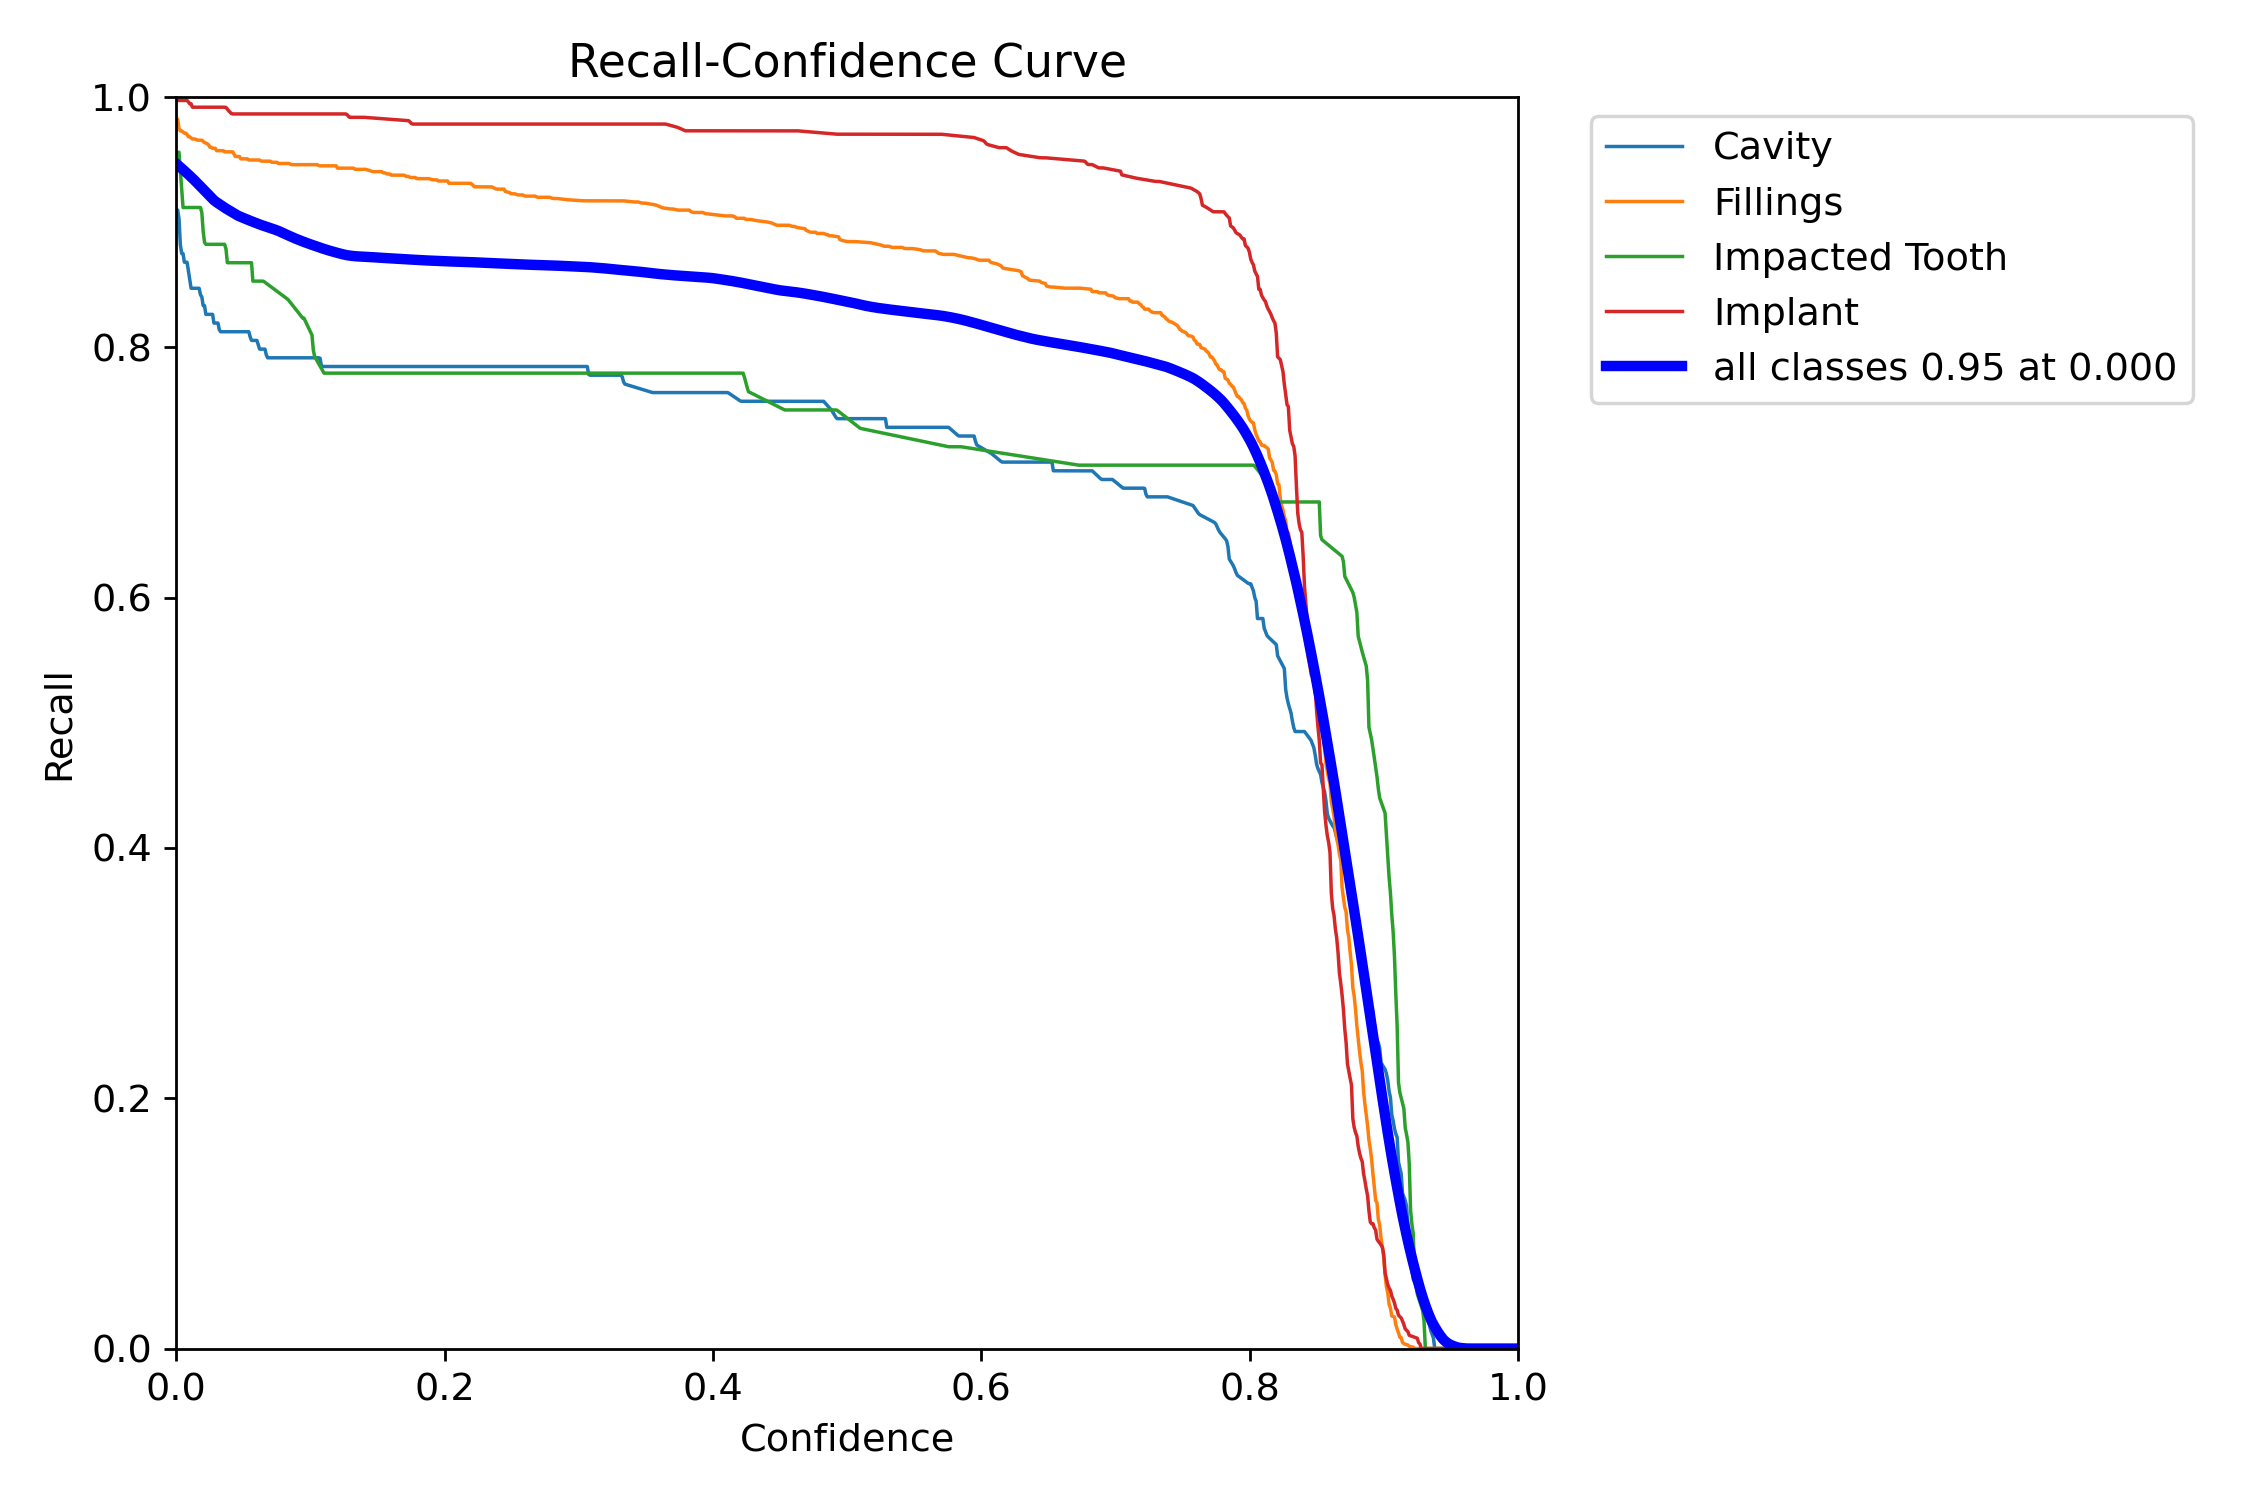 Recall-Confidence Curve
1.0
0.8
0.6
0.4
0.2
0.0
Recall
0.0 0.2 0.4 0.6 0.8 1.0
Confidence
Cavity
Fillings
Impacted Tooth
Implant
all classes 0.95 at 0.000